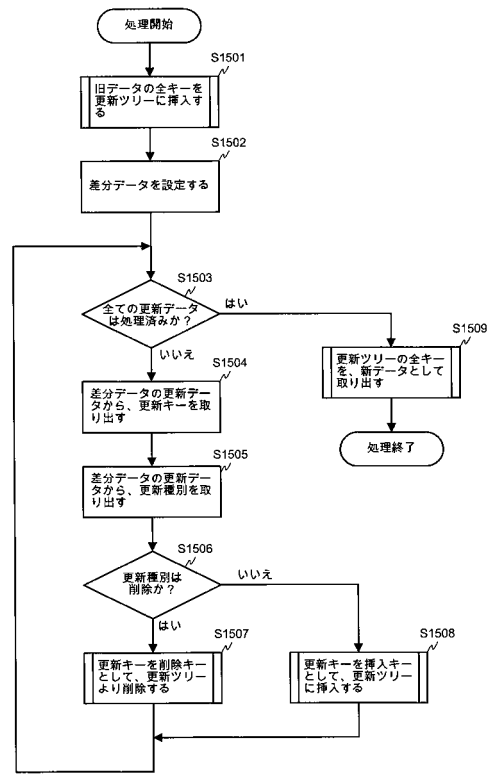 処理開始
S1501
旧データの全キーを
更新ツリーに挿入す
る
S1502
差分データを設定する
S1503
全ての更新データ
は処理済みか？
はい
いいえ
S1509
更新ツリーの全キー
を、新データとして
取り出す
処理終了
S1504
差分データの更新デー
タから、更新キーを取
り出す
S1505
差分データの更新デー
タから、更新種別を取
り出す
S1506
更新種別は
削除か？
いいえ
はい
S1507
更新キーを削除キー
として、更新ツリー
より削除する
S1508
更新キーを挿入キー
として、更新ツリー
に挿入する